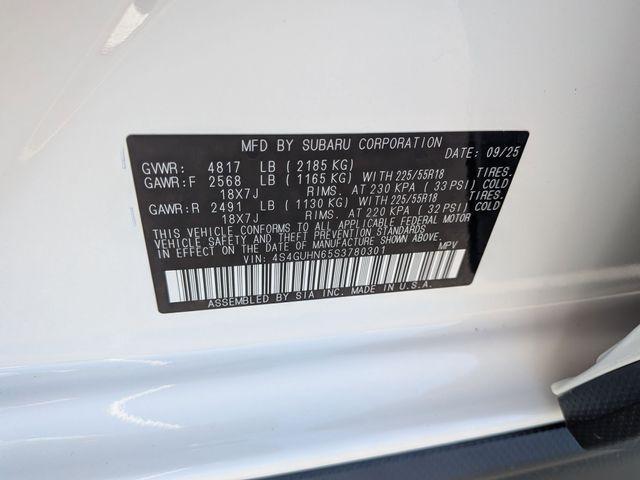 MFD BY SUBARU CORPORATION DATE: 09/25
GVWR: 4817 LB ( 2185 KG)
GAWR:F 2568 LB ( 1165 KG) WITH 225/55R18 TIRES.
18X7J RIMS. AT 230 KPA ( 33 PSI) COLD
GAWR:R 2491 LB ( 1130 KG) WITH 225/55R18 TIRES.
18X7J RIMS. AT 220 KPA ( 32 PSI) COLD
THIS VEHICLE CONFORMS TO ALL APPLICABLE FEDERAL MOTOR
VEHICLE SAFETY AND THEFT PREVENTION STANDARDS
IN EFFECT ON THE DATE OF MANUFACTURE SHOWN ABOVE.
VIN: 4S4GUHN65S3780301 MPV
ASSEMBLED BY SIA INC. MADE IN U.S.A.